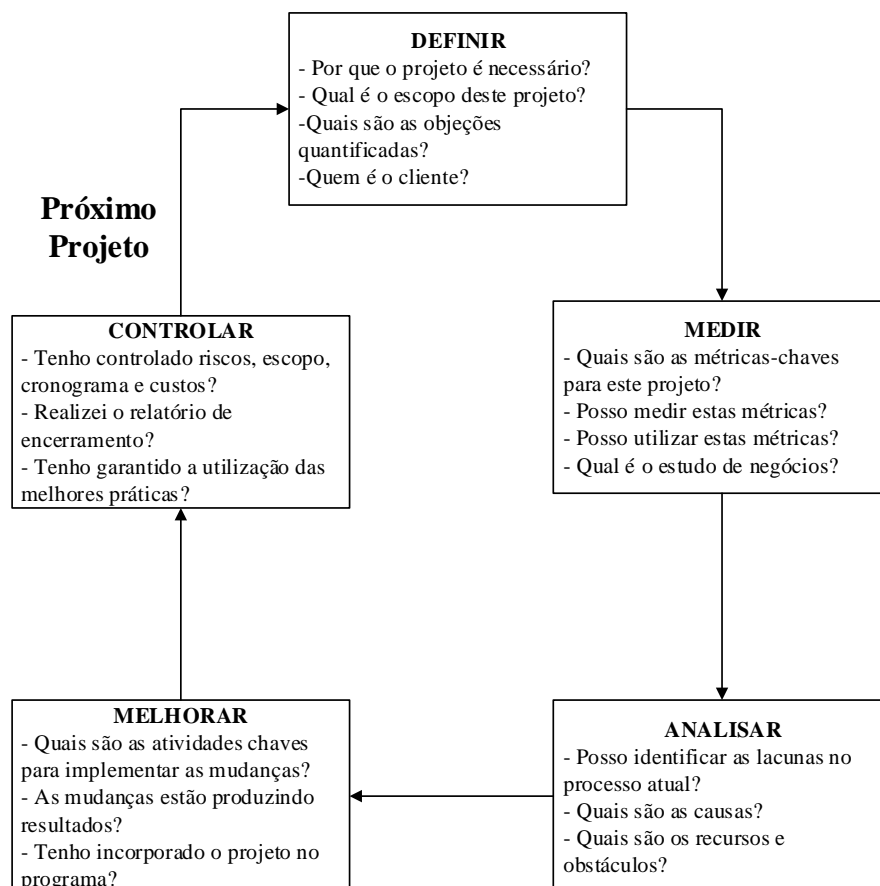 DEFINIR
- Por que o projeto é necessário?
- Qual é o escopo deste projeto?
-Quais são as objeções
quantificadas?
-Quem é o cliente?
Próximo
Projeto
CONTROLAR
- Tenho controlado riscos, escopo,
cronograma e custos?
- Realizei o relatório de
encerramento?
- Tenho garantido a utilização das
melhores práticas?
MEDIR
- Quais são as métricas-chaves
para este projeto?
- Posso medir estas métricas?
- Posso utilizar estas métricas?
- Qual é o estudo de negócios?
MELHORAR
- Quais são as atividades chaves
para implementar as mudanças?
- As mudanças estão produzindo
resultados?
- Tenho incorporado o projeto no
programa?
ANALISAR
- Posso identificar as lacunas no
processo atual?
- Quais são as causas?
- Quais são os recursos e
obstáculos?